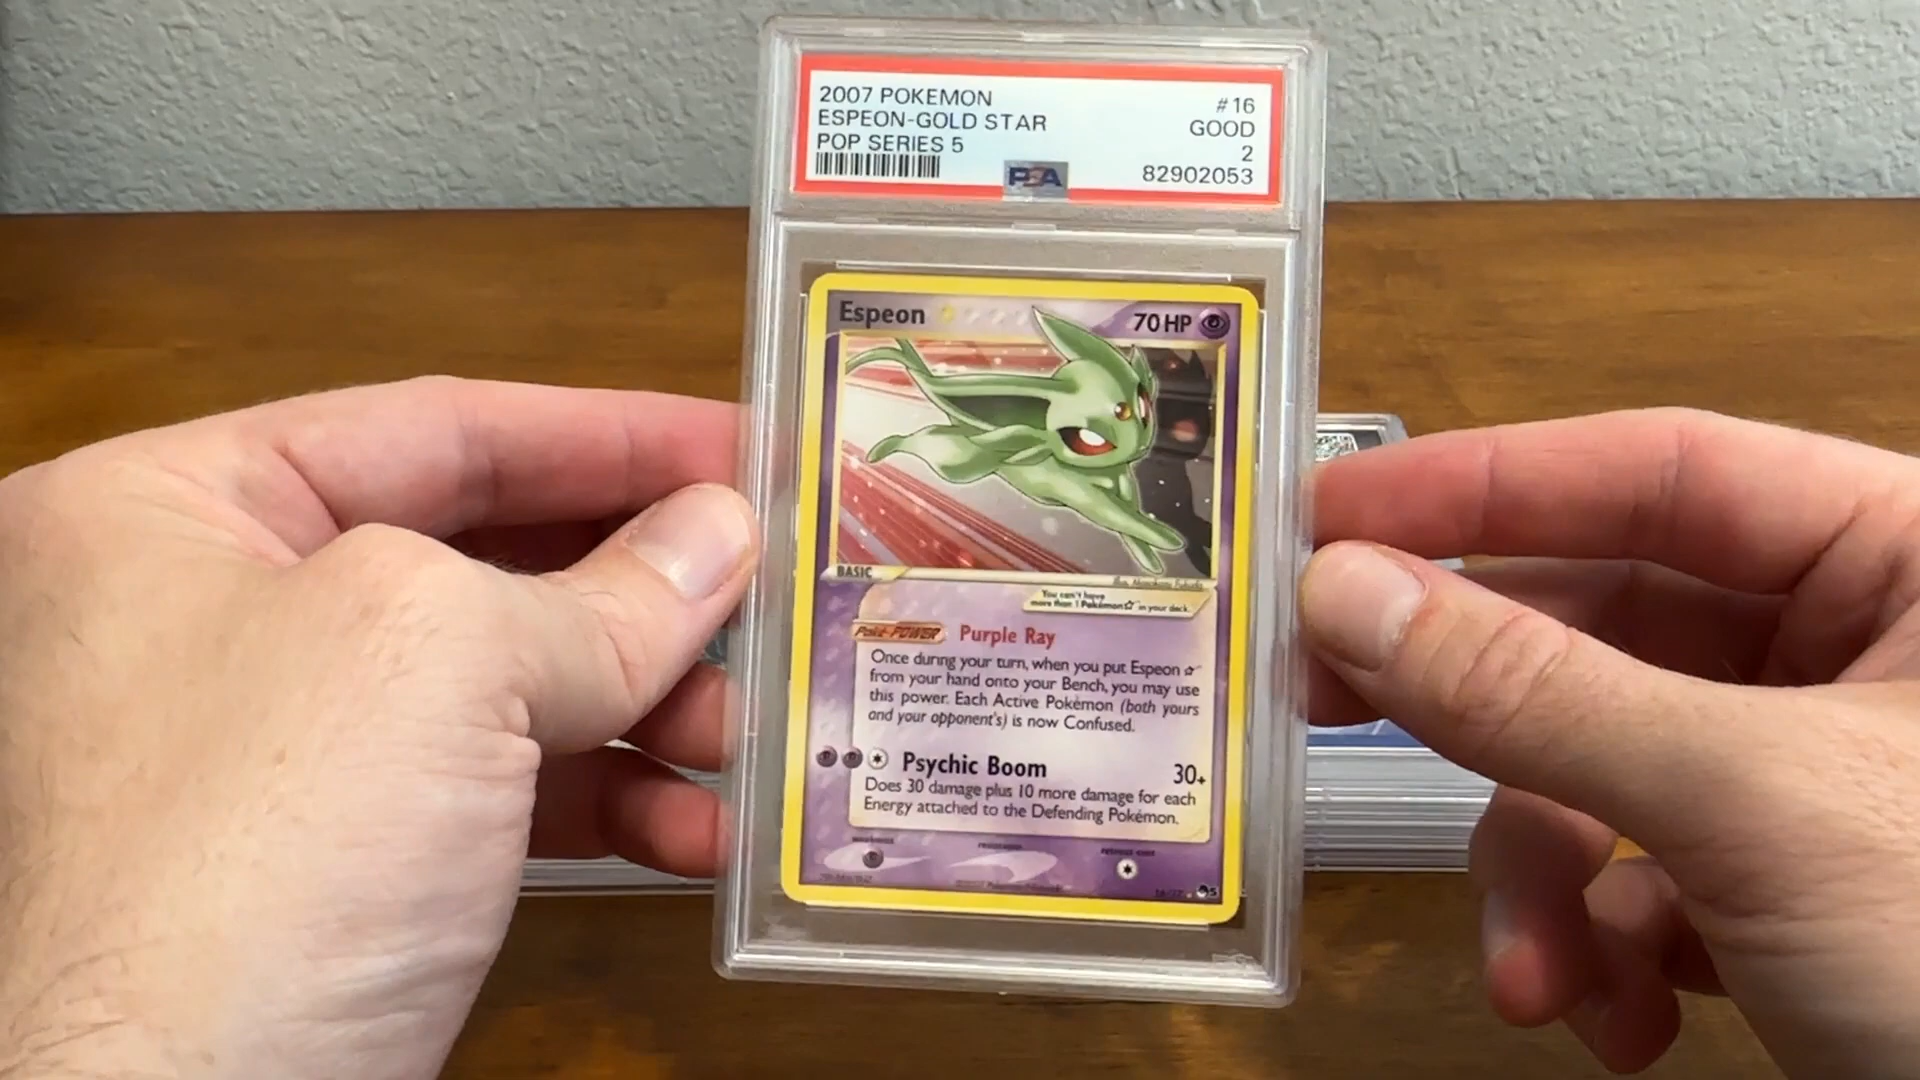 2007 POKEMON #16
ESPEON-GOLD STAR GOOD
POP SERIES 5 2
PSA 82902053
Espeon 70 HP
BASIC
You can't have
more than 1 Pokémon☆ in your deck.
Poké-POWER Purple Ray
Once during your turn, when you put Espeon ☆
from your hand onto your Bench, you may use
this power. Each Active Pokémon (both yours
and your opponent's) is now Confused.
Psychic Boom 30+
Does 30 damage plus 10 more damage for each
Energy attached to the Defending Pokémon.
weakness resistance retreat cost